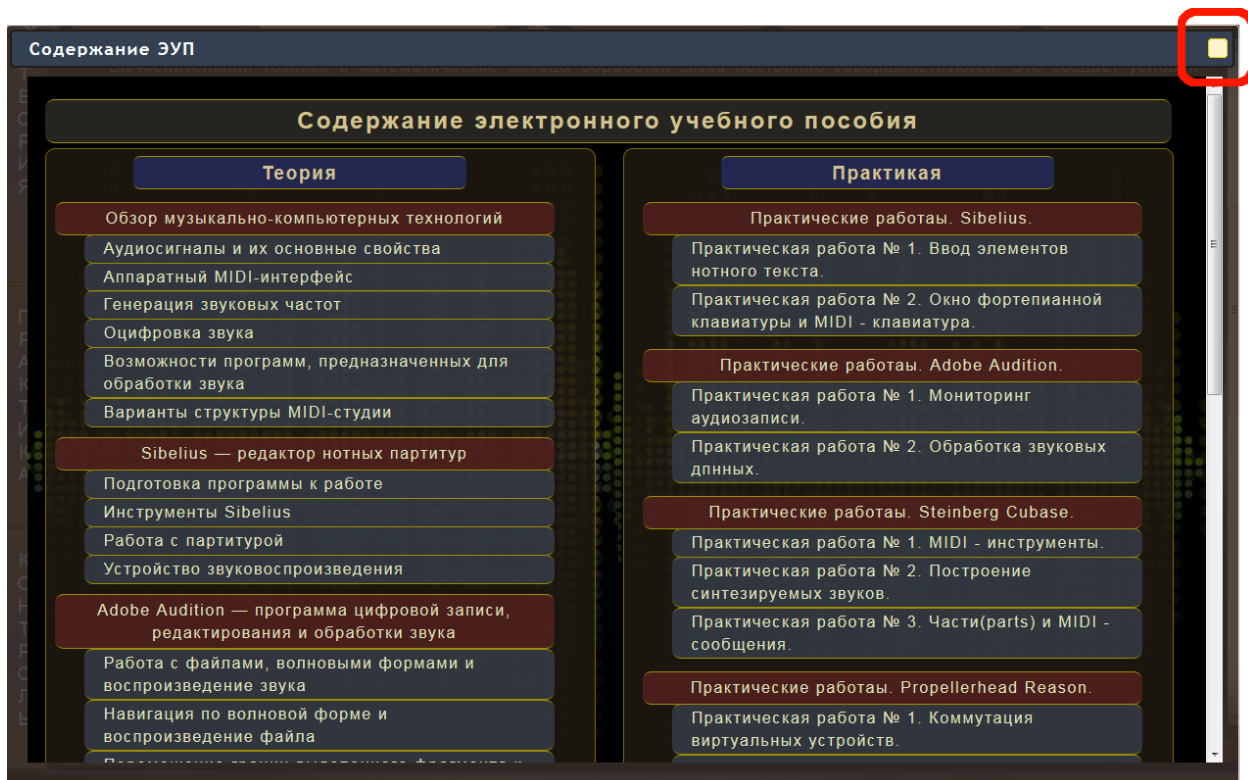 Содержание ЭУП
Содержание электронного учебного пособия
Теория
Обзор музыкально-компьютерных технологий
Аудиосигналы и их основные свойства
Аппаратный MIDI-интерфейс
Генерация звуковых частот
Оцифровка звука
Возможности программ, предназначенных для
обработки звука
Варианты структуры MIDI-студии
Sibelius — редактор нотных партитур
Подготовка программы к работе
Инструменты Sibelius
Работа с партитурой
Устройство звуковоспроизведения
Adobe Audition — программа цифровой записи,
редактирования и обработки звука
Работа с файлами, волновыми формами и
воспроизведение звука
Навигация по волновой форме и
воспроизведение файла
Практикая
Практические работаы. Sibelius.
Практическая работа № 1. Ввод элементов
нотного текста.
Практическая работа № 2. Окно фортепианной
клавиатуры и MIDI - клавиатура.
Практические работаы. Adobe Audition.
Практическая работа № 1. Мониторинг
аудиозаписи.
Практическая работа № 2. Обработка звуковых
дпнных.
Практические работаы. Steinberg Cubase.
Практическая работа № 1. MIDI - инструменты.
Практическая работа № 2. Построение
синтезируемых звуков.
Практическая работа № 3. Части(parts) и MIDI -
сообщения.
Практические работаы. Propellerhead Reason.
Практическая работа № 1. Коммутация
виртуальных устройств.